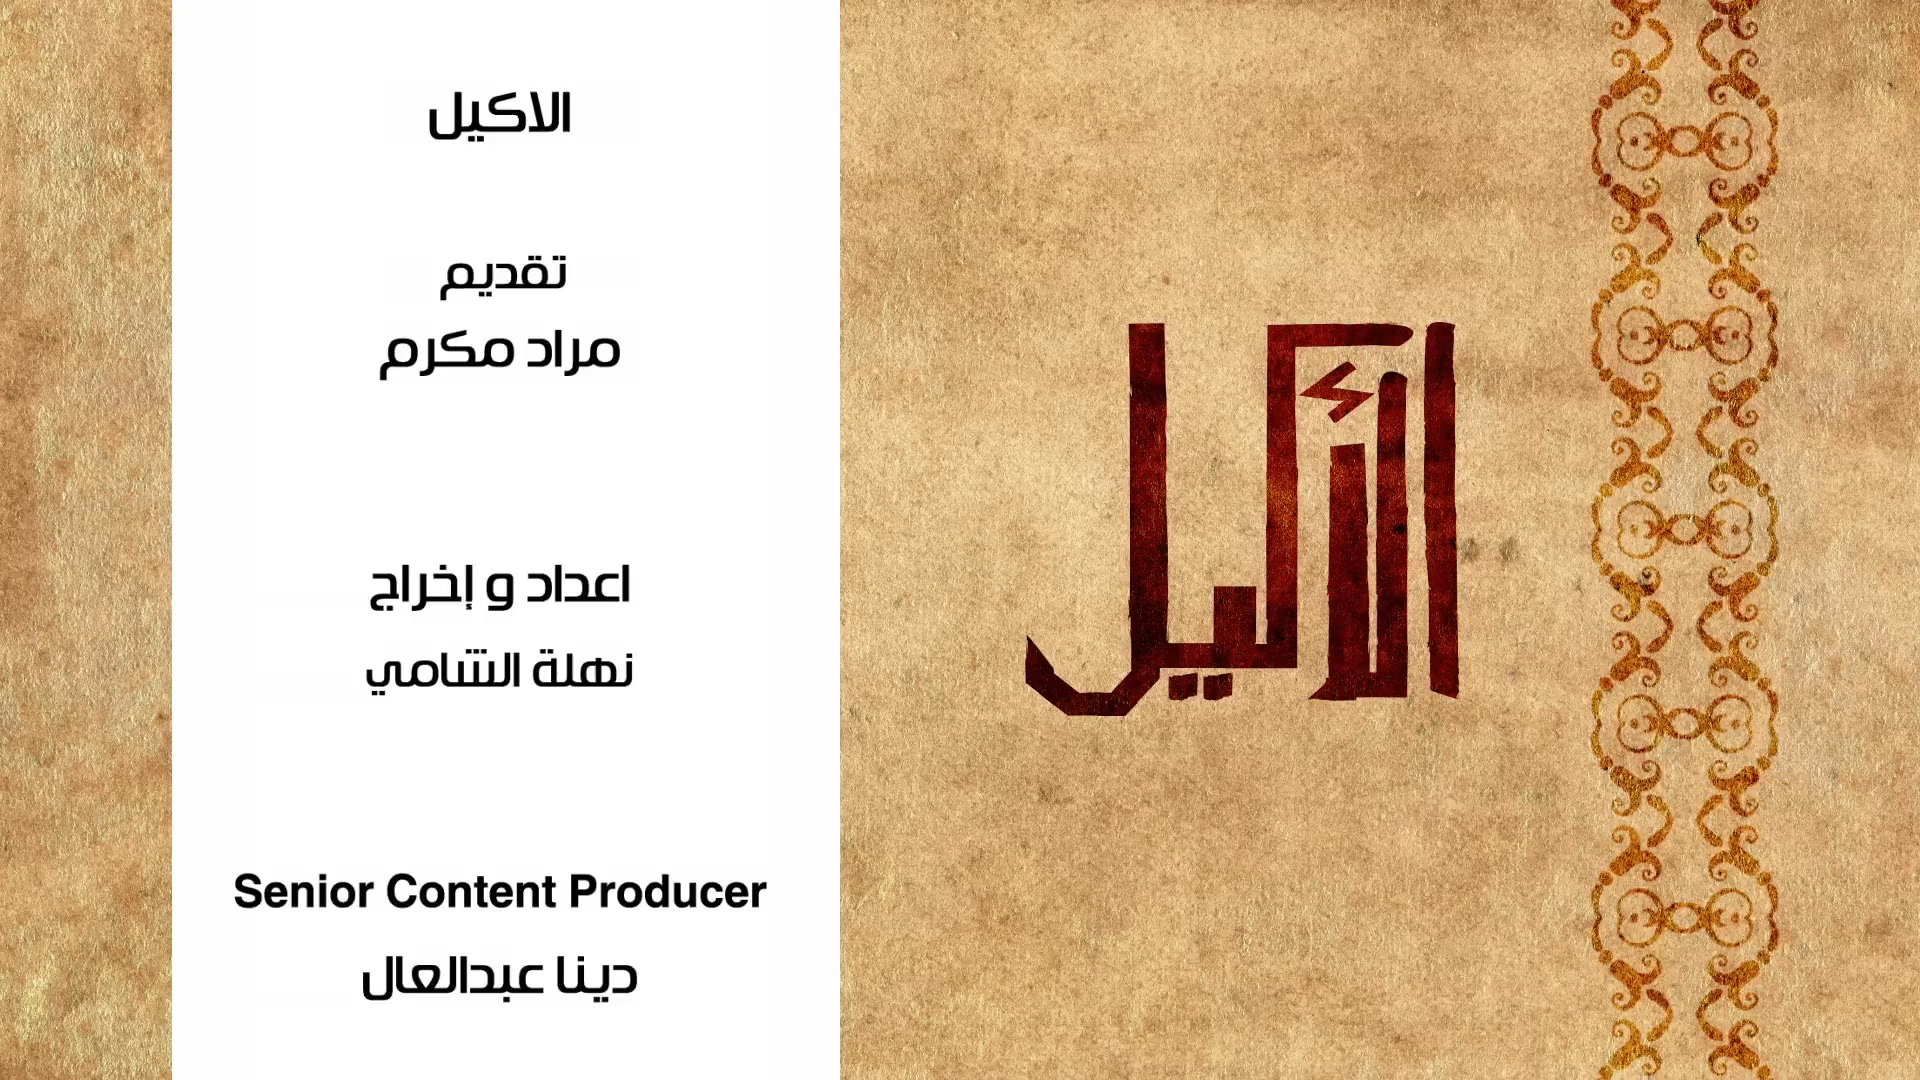 الاكيل
تقديم
مراد مكرم
اعداد و إخراج
نهلة الشامي
Senior Content Producer
دينا عبدالعال
الأكيل